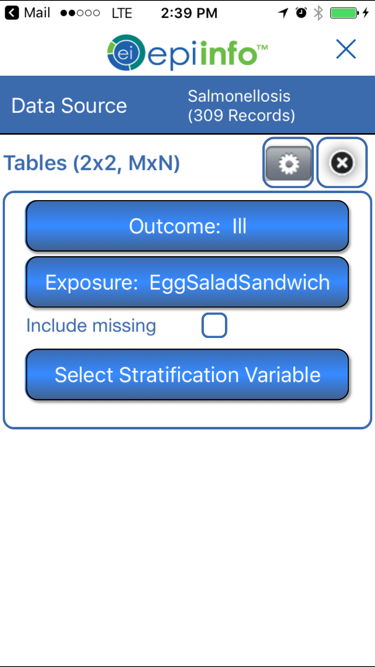 Mail LTE 2:39 PM
ei epiinfo™
Data Source
Salmonellosis
(309 Records)
Tables (2x2, MxN)
Outcome: Ill
Exposure: EggSaladSandwich
Include missing
Select Stratification Variable